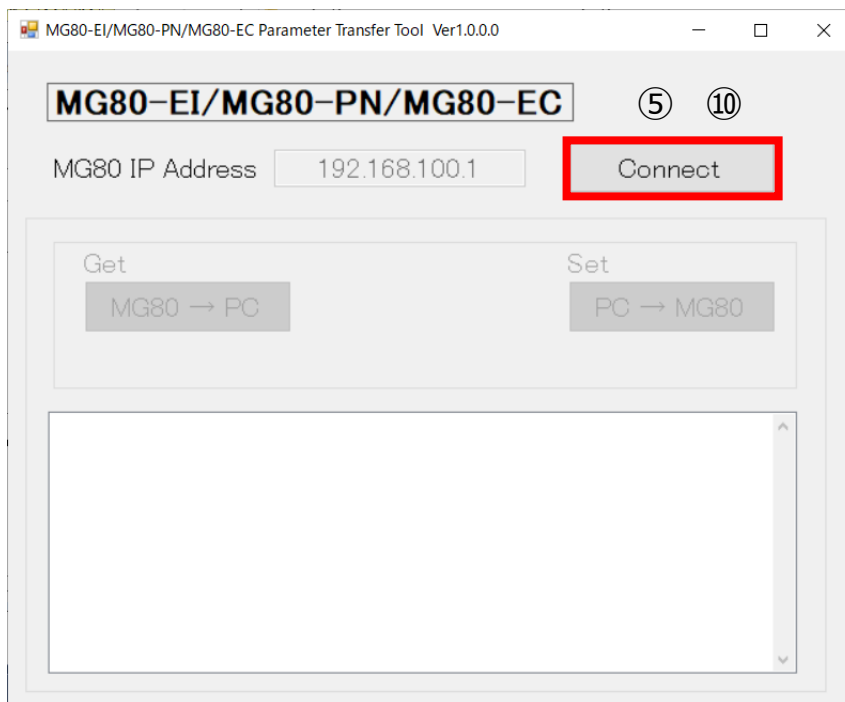 MG80-EI/MG80-PN/MG80-EC Parameter Transfer Tool Ver1.0.0.0
MG80-EI/MG80-PN/MG80-EC
⑤ ⑩
MG80 IP Address 192.168.100.1 Connect
Get Set
MG80 → PC PC → MG80